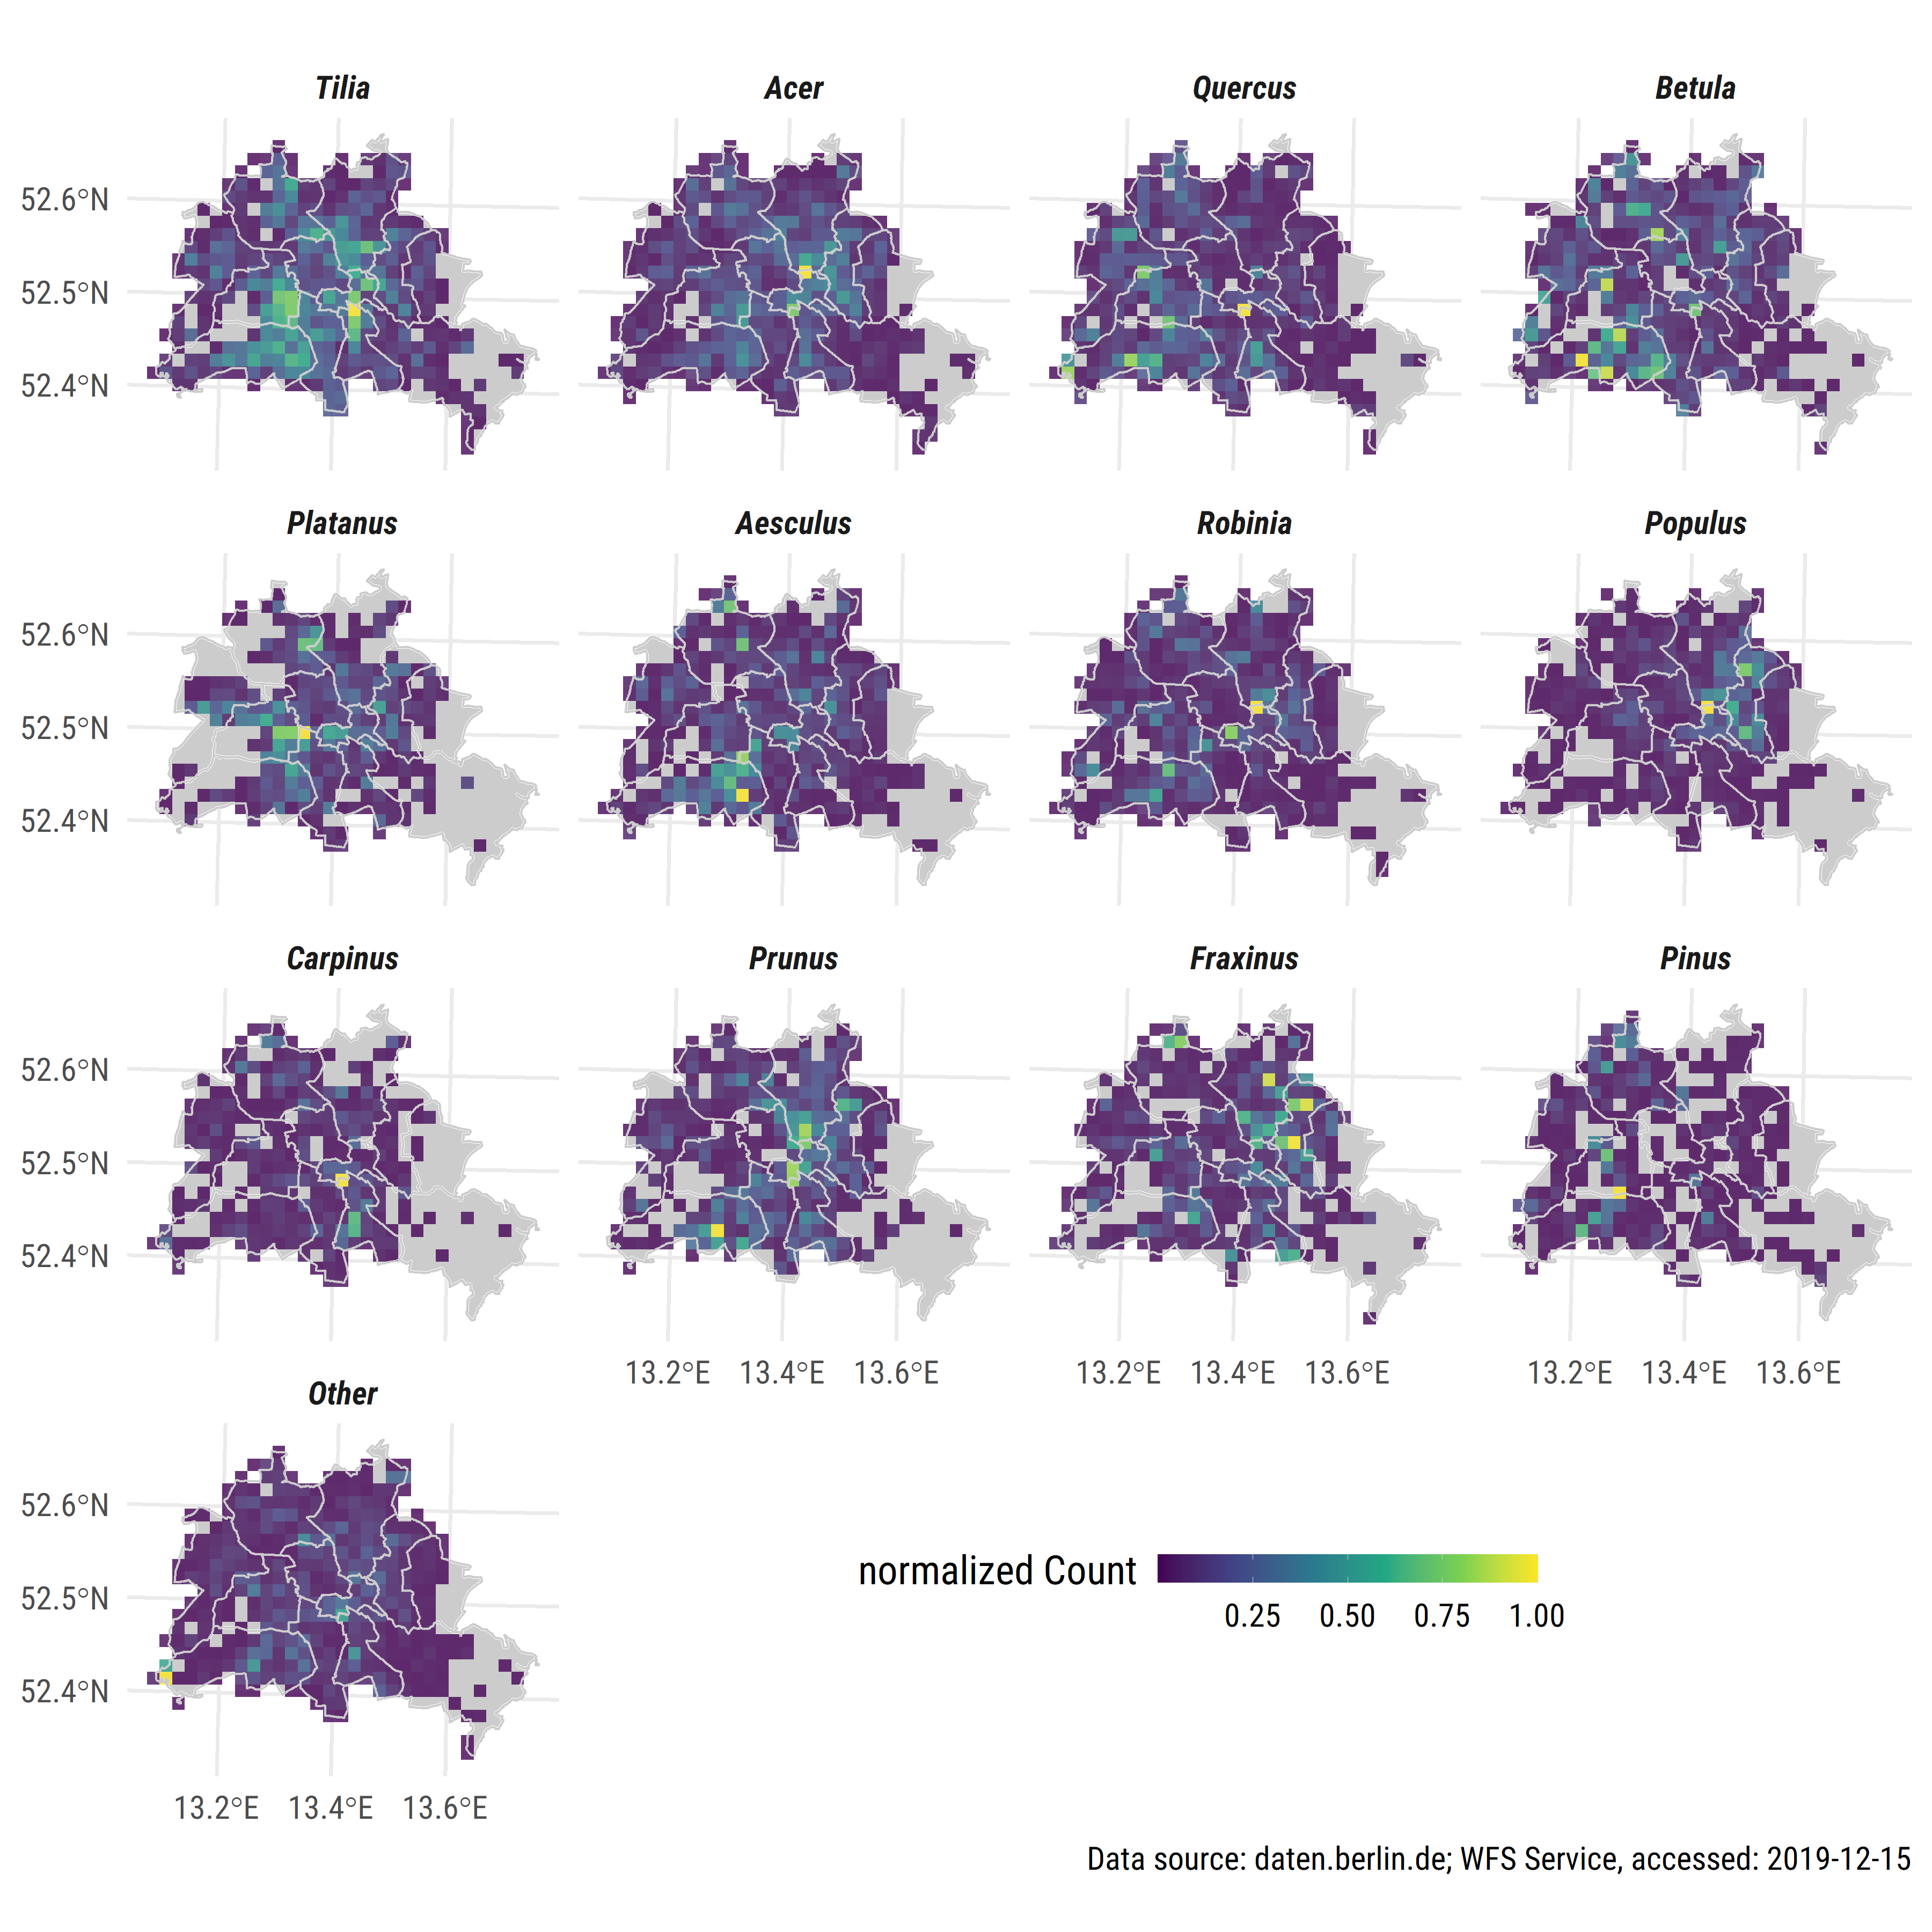 Tilia Acer Quercus Betula
52.6°N
52.5°N
52.4°N
Platanus Aesculus Robinia Populus
52.6°N
52.5°N
52.4°N
Carpinus Prunus Fraxinus Pinus
52.6°N
52.5°N
52.4°N
13.2°E 13.4°E 13.6°E 13.2°E 13.4°E 13.6°E 13.2°E 13.4°E 13.6°E
Other
52.6°N
52.5°N
52.4°N
13.2°E 13.4°E 13.6°E
normalized Count
0.25 0.50 0.75 1.00
Data source: daten.berlin.de; WFS Service, accessed: 2019-12-15